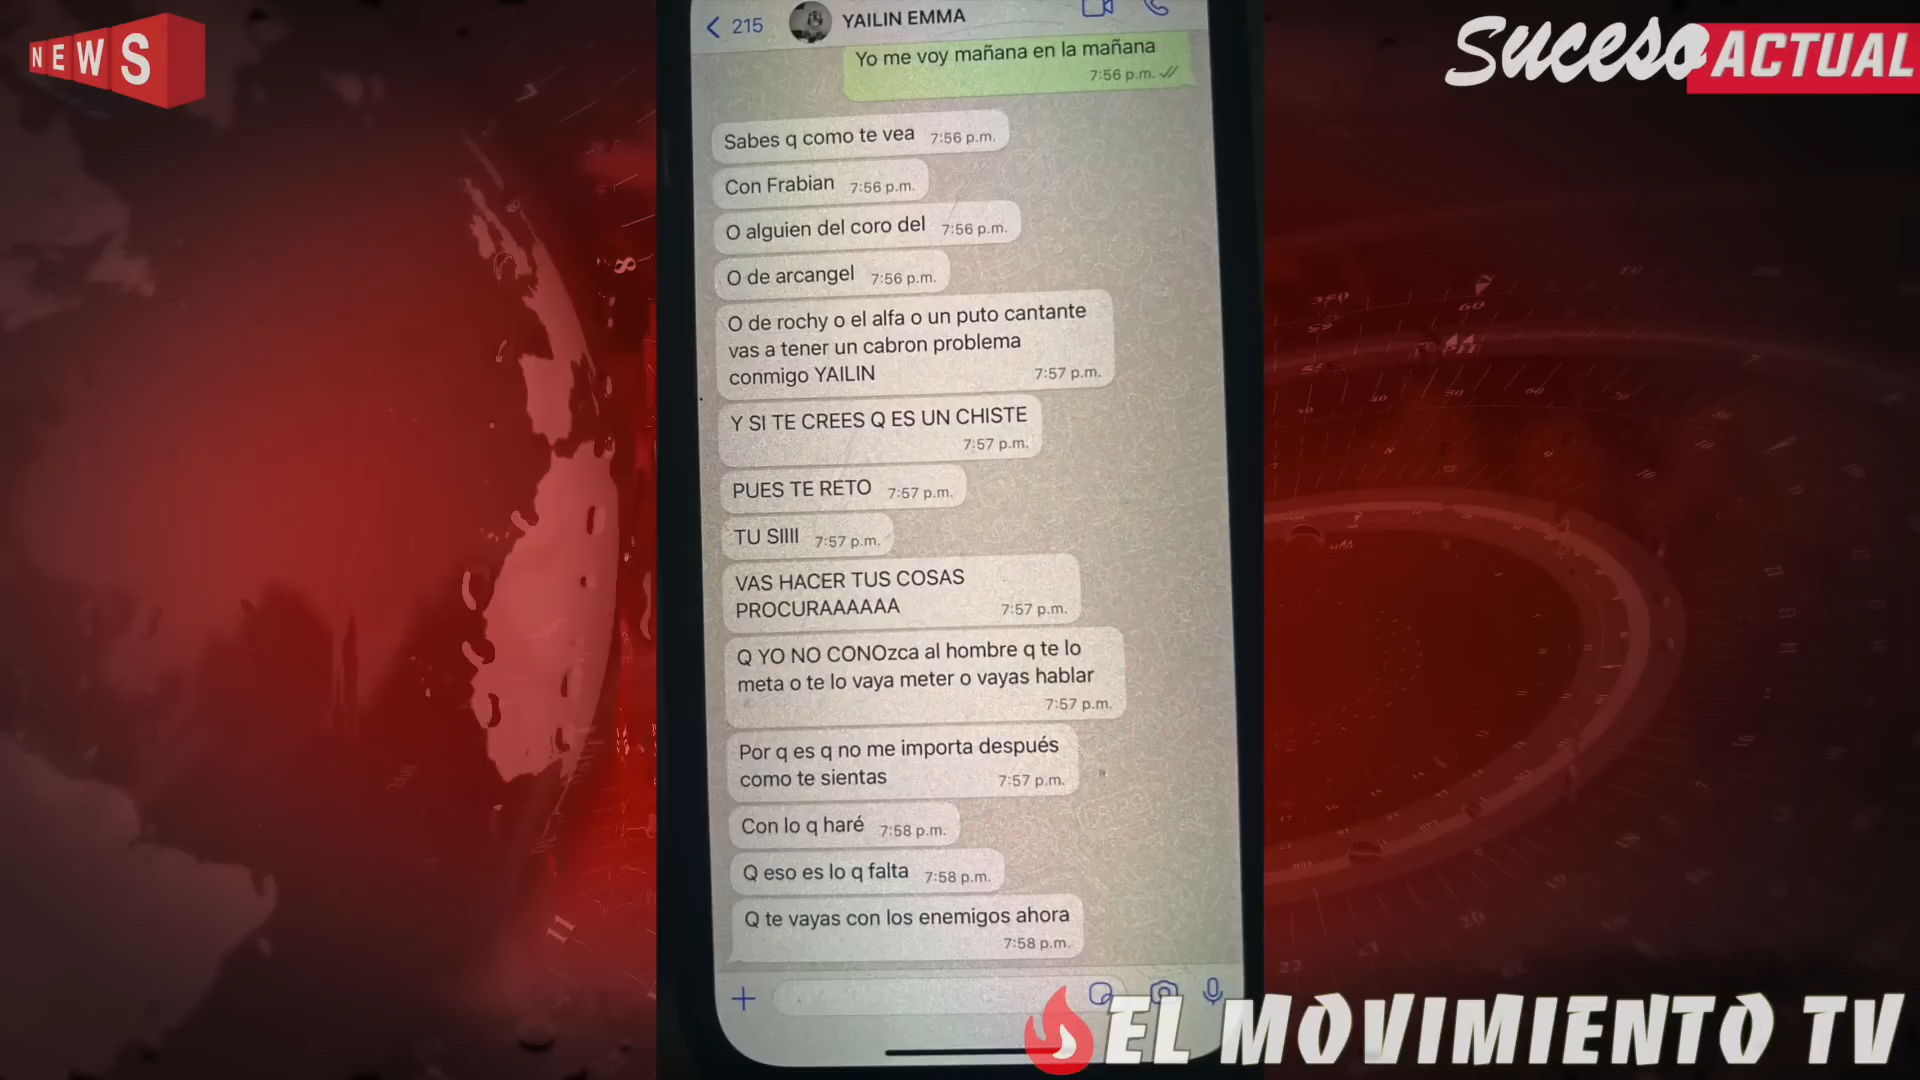 NEWS
Suceso ACTUAL
215
YAILIN EMMA
Yo me voy mañana en la mañana
7:56 p.m.
Sabes q como te vea 7:56 p.m.
Con Frabian 7:56 p.m.
O alguien del coro del 7:56 p.m.
O de arcangel 7:56 p.m.
O de rochy o el alfa o un puto cantante
vas a tener un cabron problema
conmigo YAILIN 7:57 p.m.
Y SI TE CREES Q ES UN CHISTE
7:57 p.m.
PUES TE RETO 7:57 p.m.
TU SIIII 7:57 p.m.
VAS HACER TUS COSAS
PROCURAAAAAA 7:57 p.m.
Q YO NO CONOzca al hombre q te lo
meta o te lo vaya meter o vayas hablar
7:57 p.m.
Por q es q no me importa después
como te sientas 7:57 p.m.
Con lo q haré 7:58 p.m.
Q eso es lo q falta 7:58 p.m.
Q te vayas con los enemigos ahora
7:58 p.m.
EL MOVIMIENTO TV